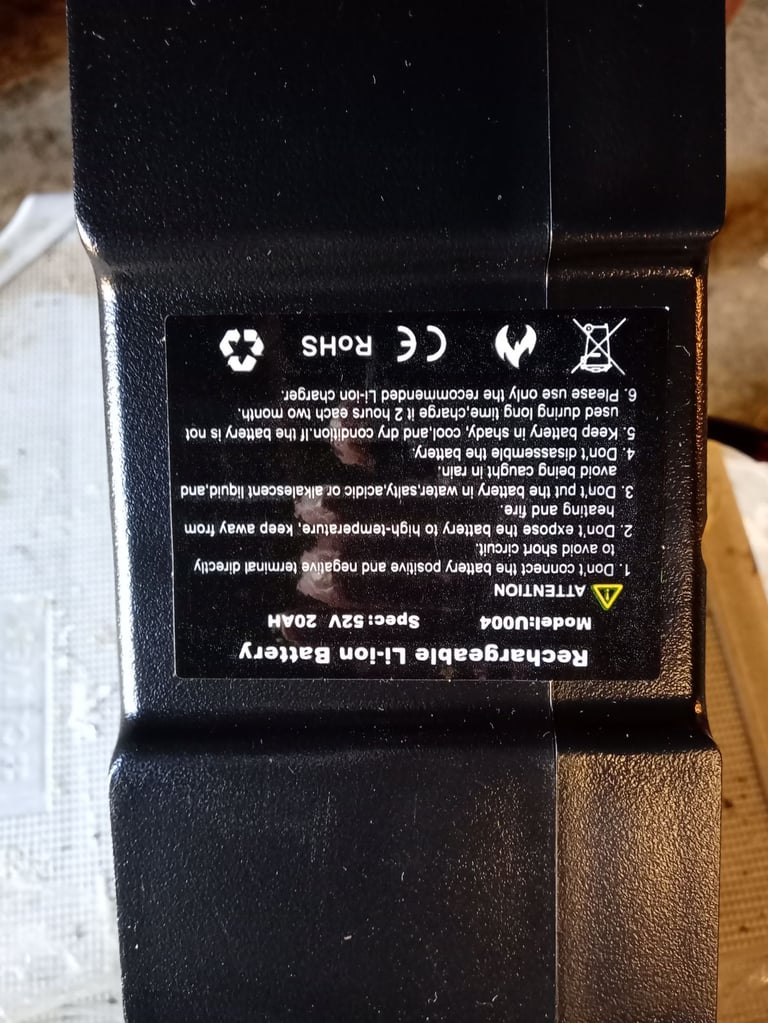 Rechargeable Li-ion Battery
Model:U004 Spec:52V 20AH
ATTENTION
1. Don't connect the battery positive and negative terminal directly
to avoid short circuit.
2. Don't expose the battery to high-temperature, keep away from
heating and fire.
3. Don't put the battery in water,salty,acidic or alkalescent liquid,and
avoid being caught in rain.
4. Don't disassemble the battery.
5. Keep battery in shady, cool,and dry condition.If the battery is not
used during long time,charge it 2 hours each two month.
6. Please use only the recommended Li-ion charger.
CE RoHS